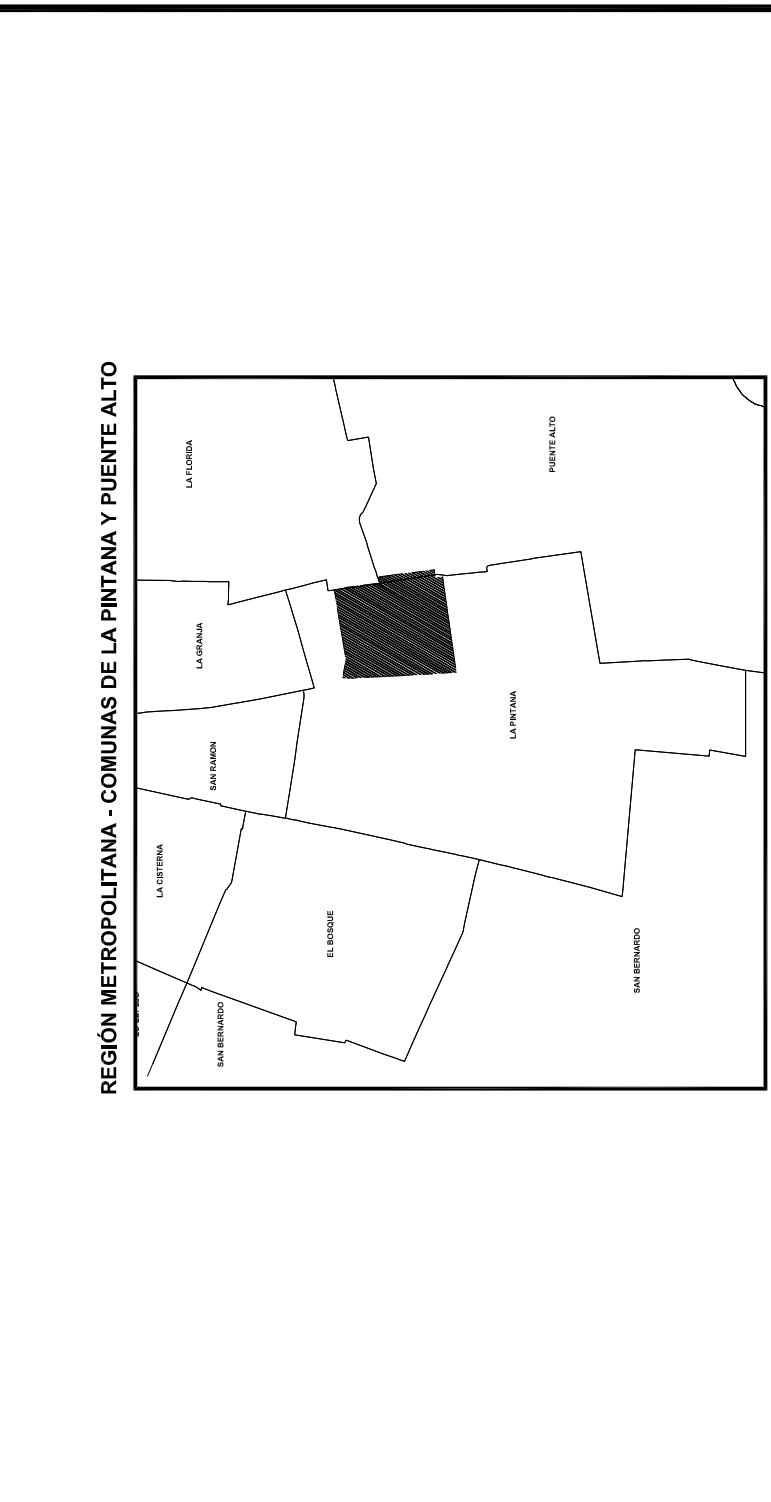 REGIÓN METROPOLITANA - COMUNAS DE LA PINTANA Y PUENTE ALTO
LA CISTERNA
SAN RAMON
LA GRANJA
LA FLORIDA
SAN BERNARDO
EL BOSQUE
LA PINTANA
PUENTE ALTO
SAN BERNARDO